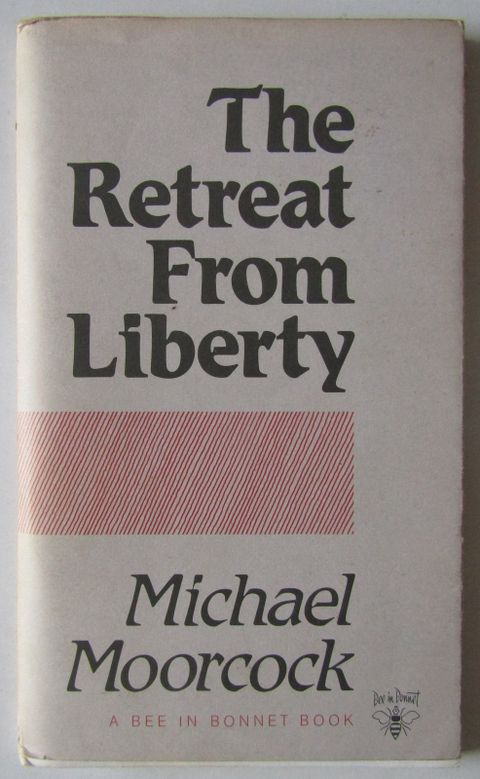 The
Retreat
From
Liberty
Michael
Moorcock
A BEE IN BONNET BOOK
Bee in Bonnet